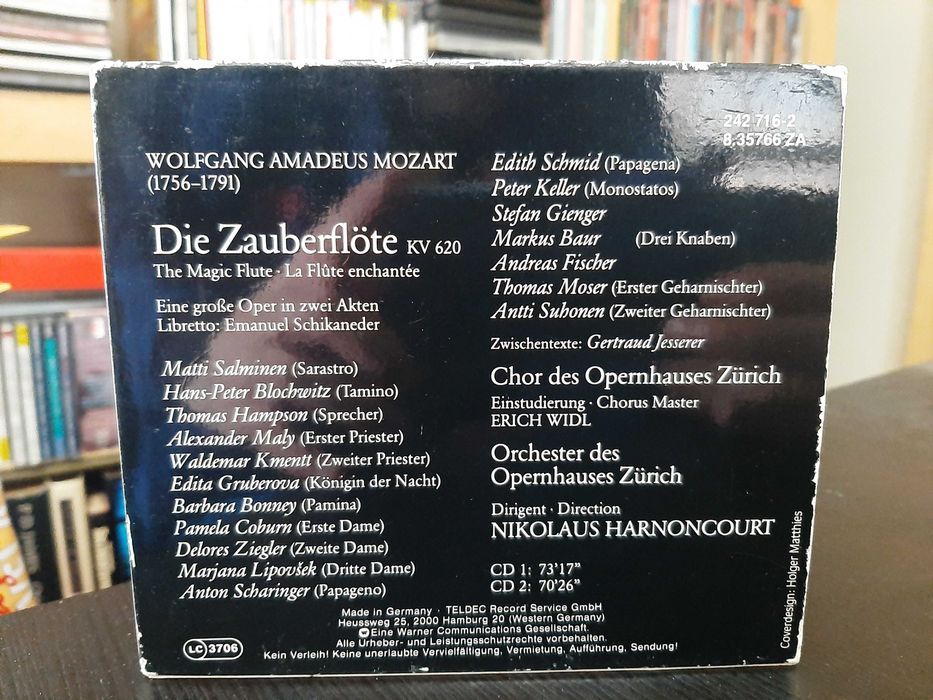 242 716-2
8.35766 ZA
WOLFGANG AMADEUS MOZART
(1756–1791)
Die Zauberflöte KV 620
The Magic Flute · La Flûte enchantée
Eine große Oper in zwei Akten
Libretto: Emanuel Schikaneder
Matti Salminen (Sarastro)
Hans-Peter Blochwitz (Tamino)
Thomas Hampson (Sprecher)
Alexander Maly (Erster Priester)
Waldemar Kmentt (Zweiter Priester)
Edita Gruberova (Königin der Nacht)
Barbara Bonney (Pamina)
Pamela Coburn (Erste Dame)
Delores Ziegler (Zweite Dame)
Marjana Lipovšek (Dritte Dame)
Anton Scharinger (Papageno)
Edith Schmid (Papagena)
Peter Keller (Monostatos)
Stefan Gienger
Markus Baur (Drei Knaben)
Andreas Fischer
Thomas Moser (Erster Geharnischter)
Antti Suhonen (Zweiter Geharnischter)
Zwischentexte: Gertraud Jesserer
Chor des Opernhauses Zürich
Einstudierung · Chorus Master
ERICH WIDL
Orchester des
Opernhauses Zürich
Dirigent · Direction
NIKOLAUS HARNONCOURT
CD 1: 73'17"
CD 2: 70'26"
Made in Germany · TELDEC Record Service GmbH
Heussweg 25, 2000 Hamburg 20 (Western Germany)
Eine Warner Communications Gesellschaft.
Alle Urheber- und Leistungsschutzrechte vorbehalten.
Kein Verleih! Keine unerlaubte Vervielfältigung, Vermietung, Aufführung, Sendung!
LC 3706
Coverdesign: Holger Matthies